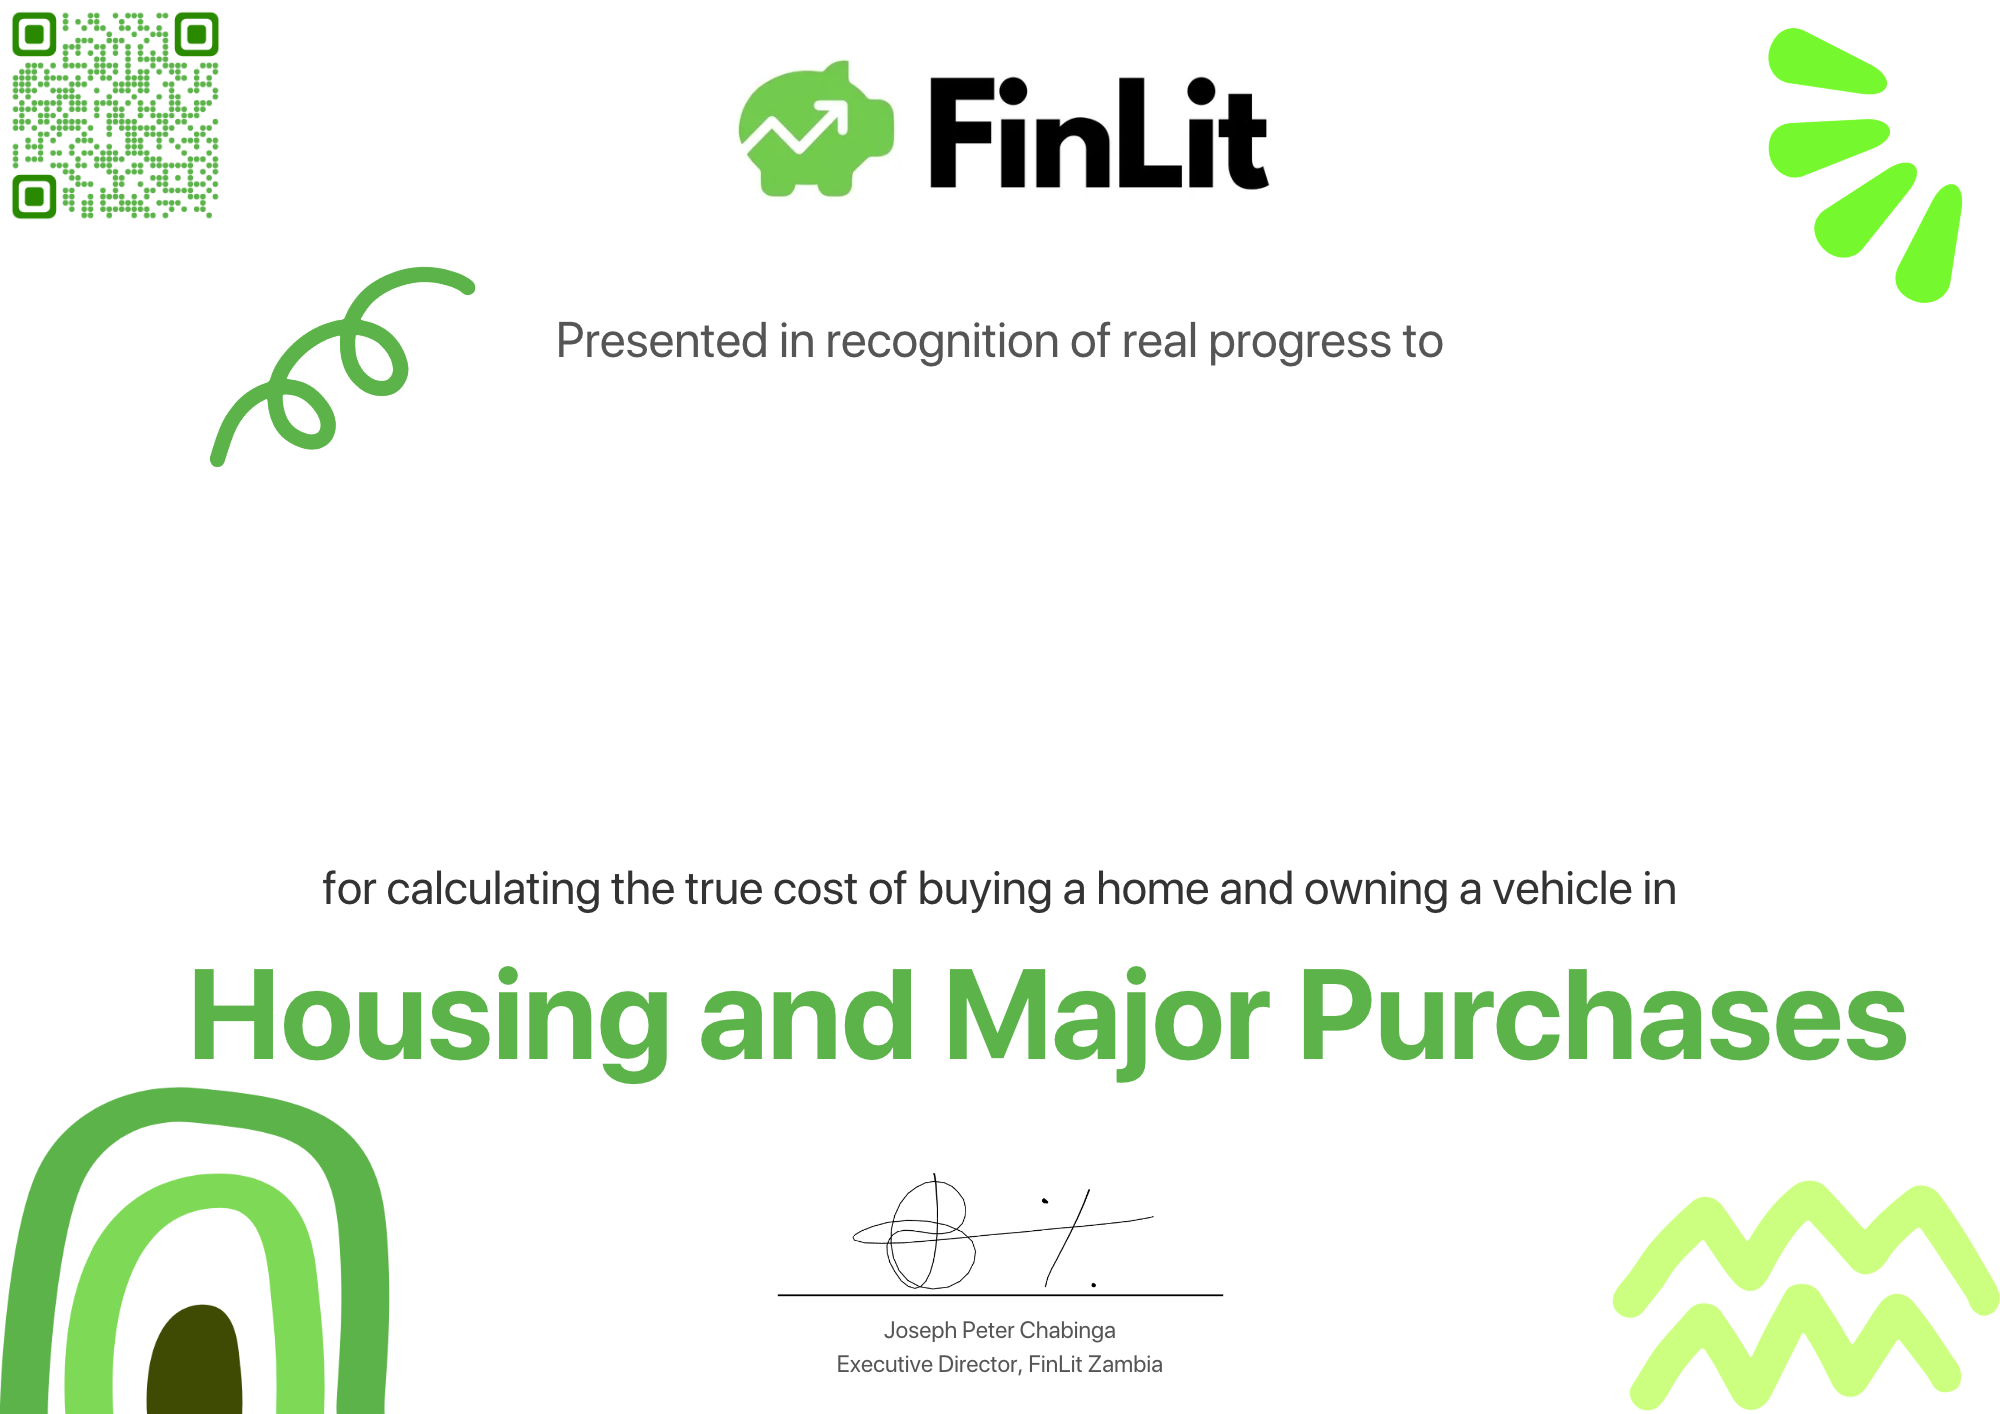 FinLit
Presented in recognition of real progress to
for calculating the true cost of buying a home and owning a vehicle in
Housing and Major Purchases
Joseph Peter Chabinga
Executive Director, FinLit Zambia